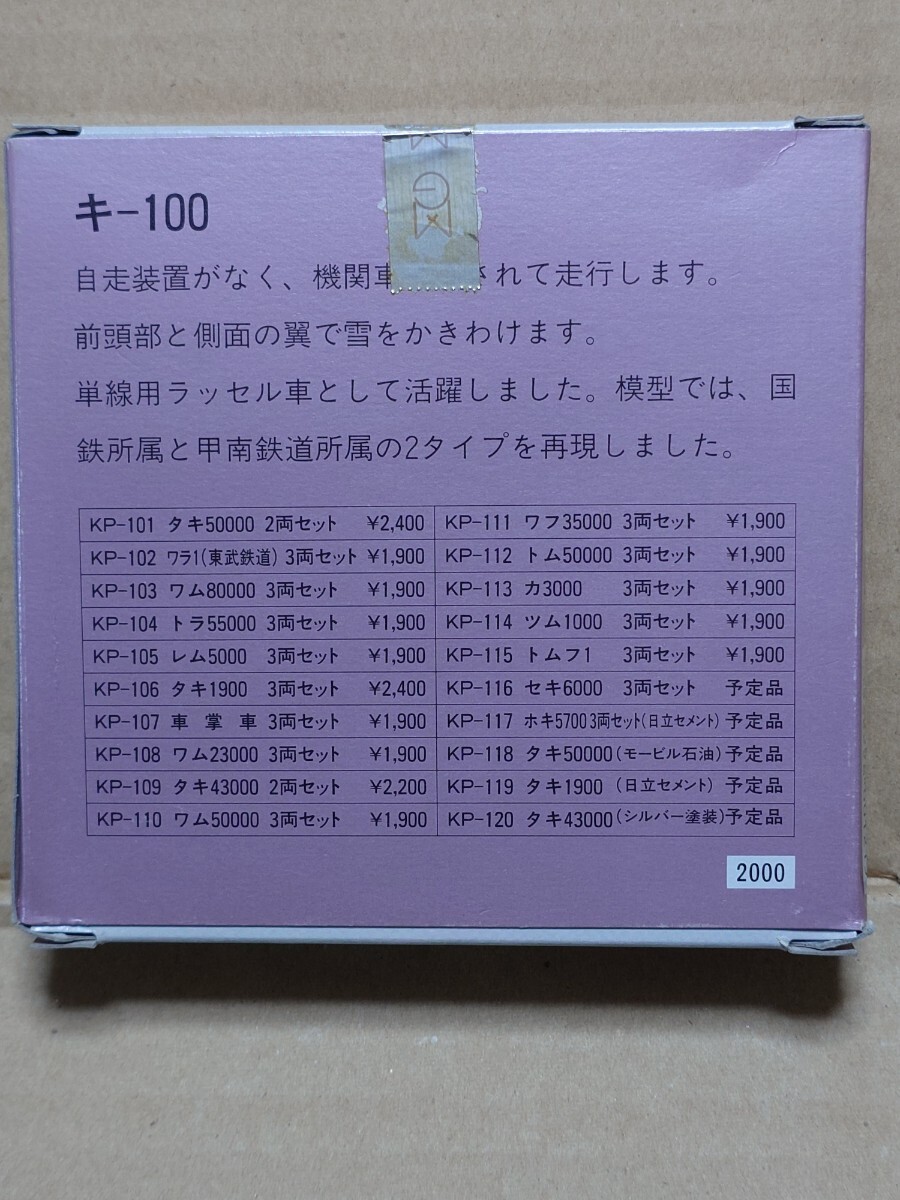 キ-100
自走装置がなく、機関車 されて走行します。
前頭部と側面の翼で雪をかきわけます。
単線用ラッセル車として活躍しました。模型では、国
鉄所属と甲南鉄道所属の2タイプを再現しました。
KP-101 タキ50000 2両セット ¥2,400
KP-102 ワラ1(東武鉄道) 3両セット ¥1,900
KP-103 ワム80000 3両セット ¥1,900
KP-104 トラ55000 3両セット ¥1,900
KP-105 レム5000 3両セット ¥1,900
KP-106 タキ1900 3両セット ¥2,400
KP-107 車掌車 3両セット ¥1,900
KP-108 ワム23000 3両セット ¥1,900
KP-109 タキ43000 2両セット ¥2,200
KP-110 ワム50000 3両セット ¥1,900
KP-111 ワフ35000 3両セット ¥1,900
KP-112 トム50000 3両セット ¥1,900
KP-113 カ3000 3両セット ¥1,900
KP-114 ツム1000 3両セット ¥1,900
KP-115 トムフ1 3両セット ¥1,900
KP-116 セキ6000 3両セット 予定品
KP-117 ホキ5700 3両セット(日立セメント) 予定品
KP-118 タキ50000(モービル石油) 予定品
KP-119 タキ1900 (日立セメント) 予定品
KP-120 タキ43000(シルバー塗装) 予定品
2000